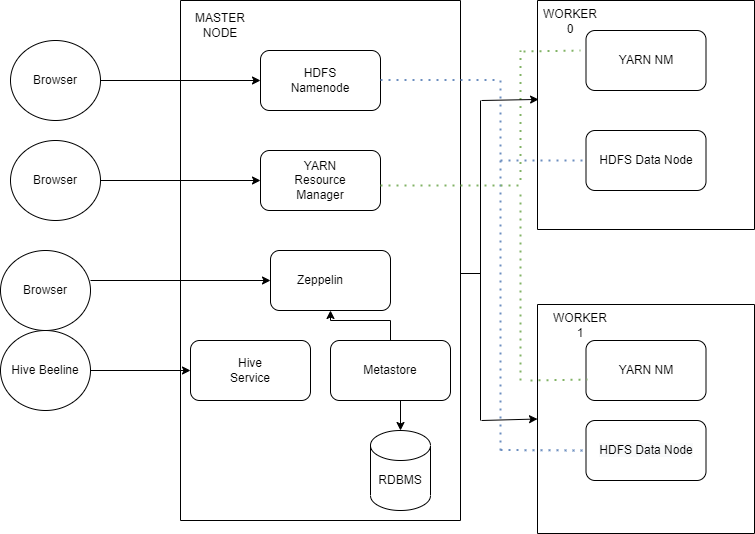 MASTER
NODE
Browser
HDFS
Namenode
Browser
YARN
Resource
Manager
Browser
Zeppelin
Hive Beeline
Hive
Service
Metastore
RDBMS
WORKER
0
YARN NM
HDFS Data Node
WORKER
1
YARN NM
HDFS Data Node